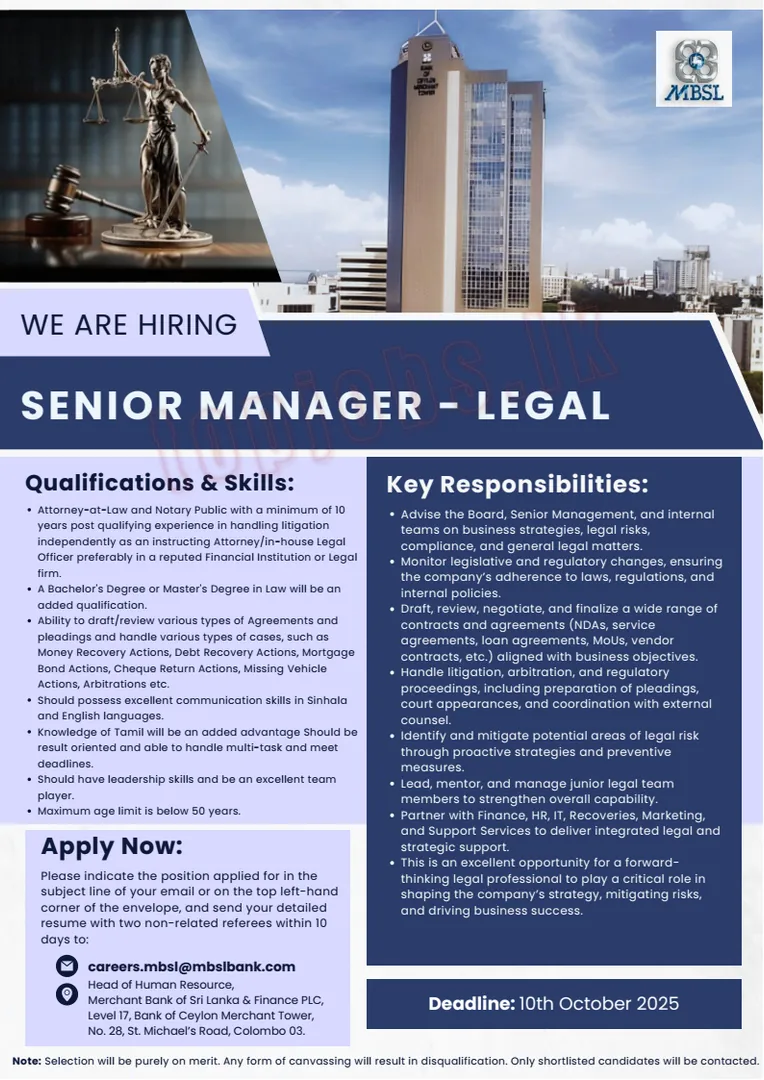 BANK
OF
CEYLON
MERCHANT
TOWER
MBSL
WE ARE HIRING
SENIOR MANAGER - LEGAL
topjobs.lk
Qualifications & Skills:
• Attorney-at-Law and Notary Public with a minimum of 10
years post qualifying experience in handling litigation
independently as an instructing Attorney/in-house Legal
Officer preferably in a reputed Financial Institution or Legal
firm.
• A Bachelor's Degree or Master's Degree in Law will be an
added qualification.
• Ability to draft/review various types of Agreements and
pleadings and handle various types of cases, such as
Money Recovery Actions, Debt Recovery Actions, Mortgage
Bond Actions, Cheque Return Actions, Missing Vehicle
Actions, Arbitrations etc.
• Should possess excellent communication skills in Sinhala
and English languages.
• Knowledge of Tamil will be an added advantage Should be
result oriented and able to handle multi-task and meet
deadlines.
• Should have leadership skills and be an excellent team
player.
• Maximum age limit is below 50 years.
Apply Now:
Please indicate the position applied for in the
subject line of your email or on the top left-hand
corner of the envelope, and send your detailed
resume with two non-related referees within 10
days to:
careers.mbsl@mbslbank.com
Head of Human Resource,
Merchant Bank of Sri Lanka & Finance PLC,
Level 17, Bank of Ceylon Merchant Tower,
No. 28, St. Michael's Road, Colombo 03.
Key Responsibilities:
• Advise the Board, Senior Management, and internal
teams on business strategies, legal risks,
compliance, and general legal matters.
• Monitor legislative and regulatory changes, ensuring
the company's adherence to laws, regulations, and
internal policies.
• Draft, review, negotiate, and finalize a wide range of
contracts and agreements (NDAs, service
agreements, loan agreements, MoUs, vendor
contracts, etc.) aligned with business objectives.
• Handle litigation, arbitration, and regulatory
proceedings, including preparation of pleadings,
court appearances, and coordination with external
counsel.
• Identify and mitigate potential areas of legal risk
through proactive strategies and preventive
measures.
• Lead, mentor, and manage junior legal team
members to strengthen overall capability.
• Partner with Finance, HR, IT, Recoveries, Marketing,
and Support Services to deliver integrated legal and
strategic support.
• This is an excellent opportunity for a forward-
thinking legal professional to play a critical role in
shaping the company's strategy, mitigating risks,
and driving business success.
Deadline: 10th October 2025
Note: Selection will be purely on merit. Any form of canvassing will result in disqualification. Only shortlisted candidates will be contacted.